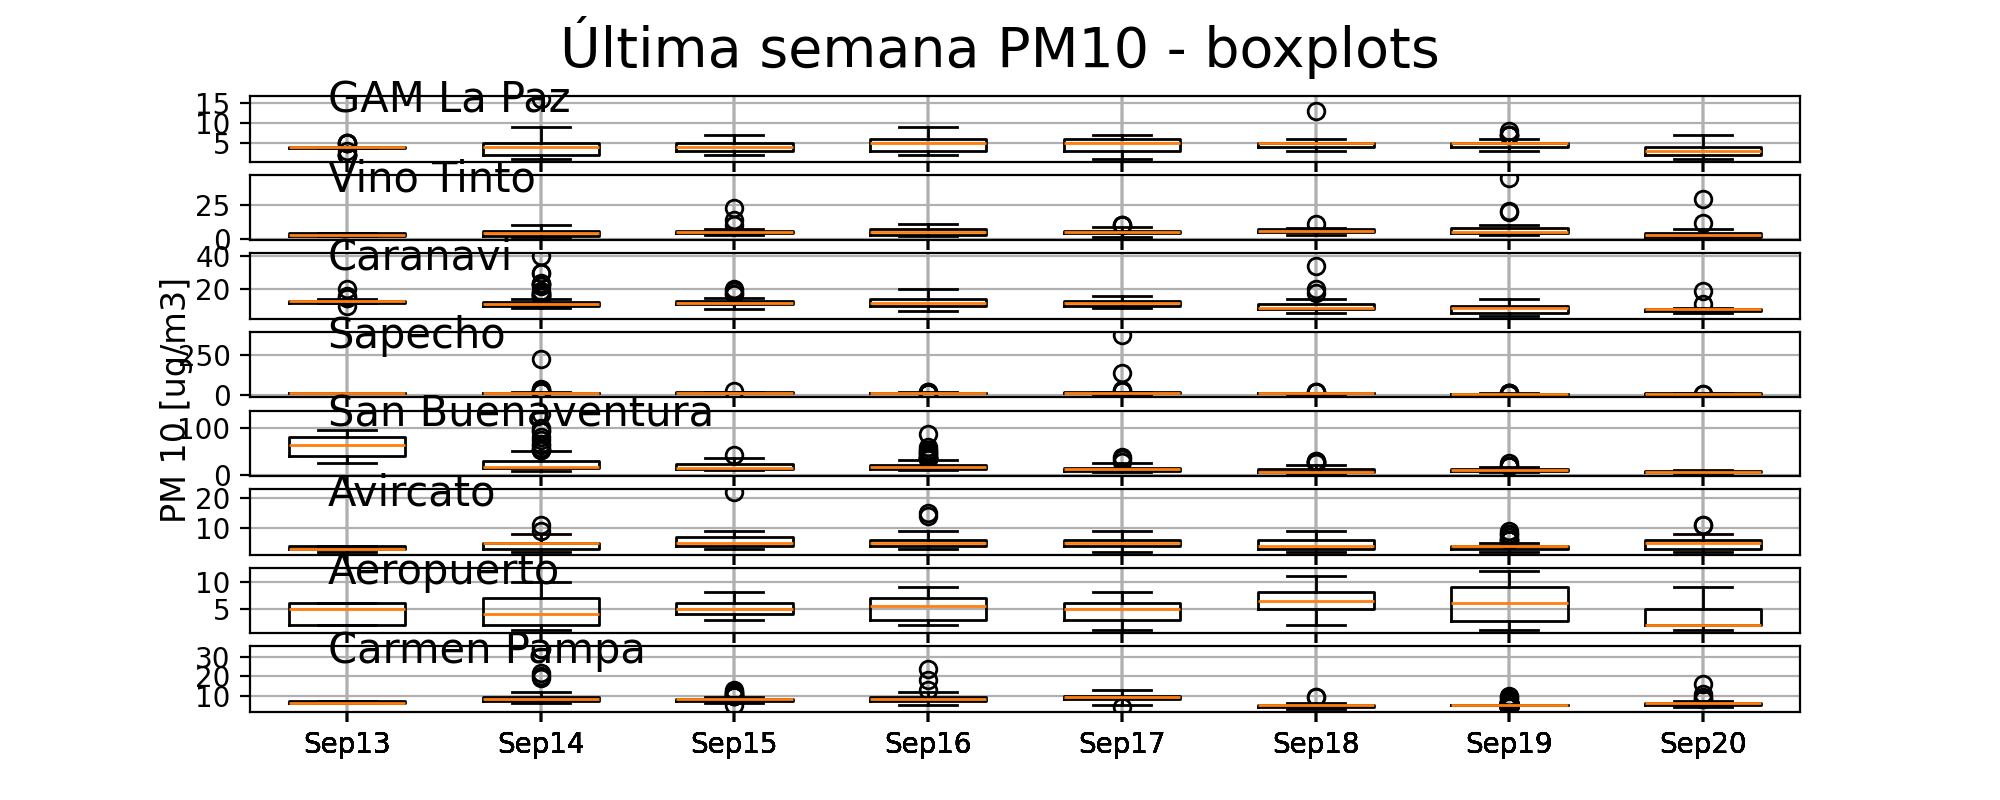 Última semana PM10 - boxplots
GAM La Paz
15
10
5
Vino Tinto
25
0
Caranavi
40
20
Sapecho
250
0
San Buenaventura
100
0
Avircato
20
10
Aeropuerto
10
5
Carmen Pampa
30
20
10
PM 10 [ug/m3]
Sep13 Sep14 Sep15 Sep16 Sep17 Sep18 Sep19 Sep20